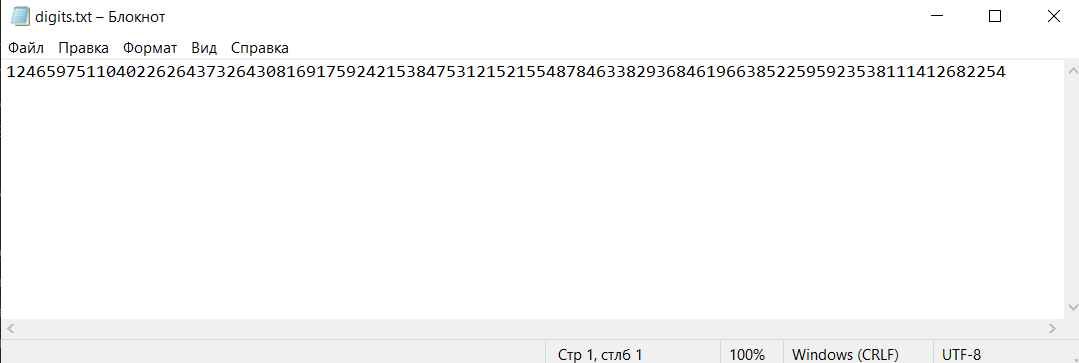 digits.txt – Блокнот
Файл Правка Формат Вид Справка
1246597511040226264373264308169175924215384753121521554878463382936846196638522595923538111412682254
Стр 1, стлб 1 100% Windows (CRLF) UTF-8